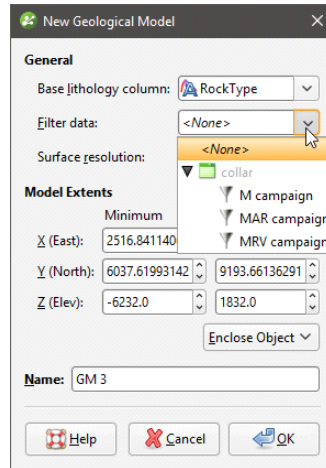 New Geological Model
General
Base lithology column: RockType
Filter data: <None>
<None>
Surface resolution:
collar
M campaign
Model Extents
Minimum
MAR campaign
X (East): 2516.841140
MRV campaign
Y (North): 6037.61993142 9193.66136291
Z (Elev): -6232.0 1832.0
Enclose Object
Name: GM 3
Help Cancel OK